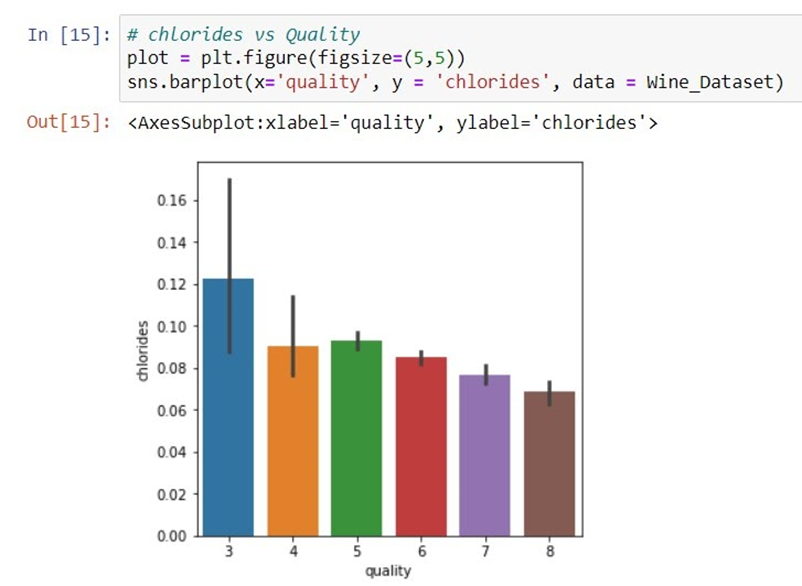 In [15]: # chlorides vs Quality
plot = plt.figure(figsize=(5,5))
sns.barplot(x='quality', y = 'chlorides', data = Wine_Dataset)
Out[15]: <AxesSubplot:xlabel='quality', ylabel='chlorides'>
0.16
0.14
0.12
0.10
0.08
0.06
0.04
0.02
0.00
chlorides
3 4 5 6 7 8
quality